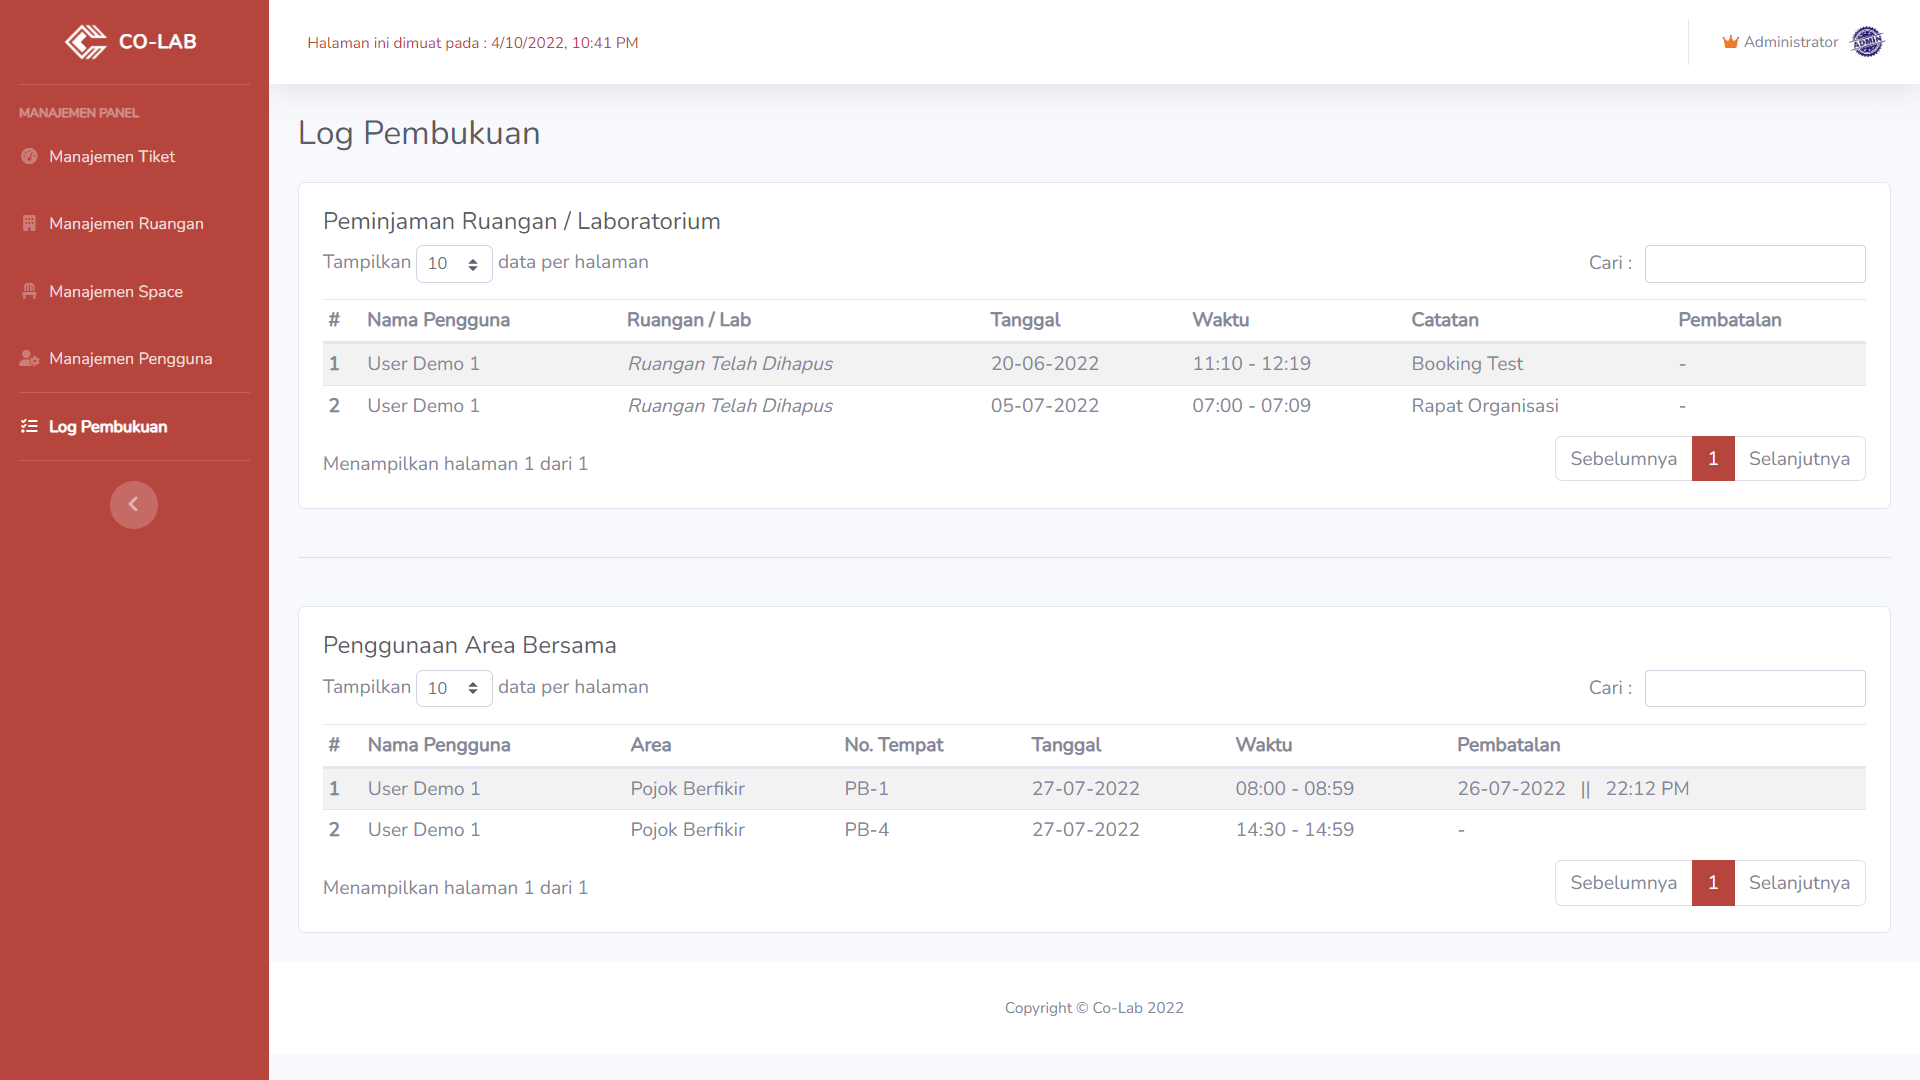 CO-LAB
Halaman ini dimuat pada : 4/10/2022, 10:41 PM
Administrator
ADMIN
MANAJEMEN PANEL
Manajemen Tiket
Manajemen Ruangan
Manajemen Space
Manajemen Pengguna
Log Pembukuan
Log Pembukuan
Peminjaman Ruangan / Laboratorium
Tampilkan 10 data per halaman
Cari :
# Nama Pengguna Ruangan / Lab Tanggal Waktu Catatan Pembatalan
1 User Demo 1 Ruangan Telah Dihapus 20-06-2022 11:10 - 12:19 Booking Test -
2 User Demo 1 Ruangan Telah Dihapus 05-07-2022 07:00 - 07:09 Rapat Organisasi -
Menampilkan halaman 1 dari 1
Sebelumnya 1 Selanjutnya
Penggunaan Area Bersama
Tampilkan 10 data per halaman
Cari :
# Nama Pengguna Area No. Tempat Tanggal Waktu Pembatalan
1 User Demo 1 Pojok Berfikir PB-1 27-07-2022 08:00 - 08:59 26-07-2022 || 22:12 PM
2 User Demo 1 Pojok Berfikir PB-4 27-07-2022 14:30 - 14:59 -
Menampilkan halaman 1 dari 1
Sebelumnya 1 Selanjutnya
Copyright © Co-Lab 2022